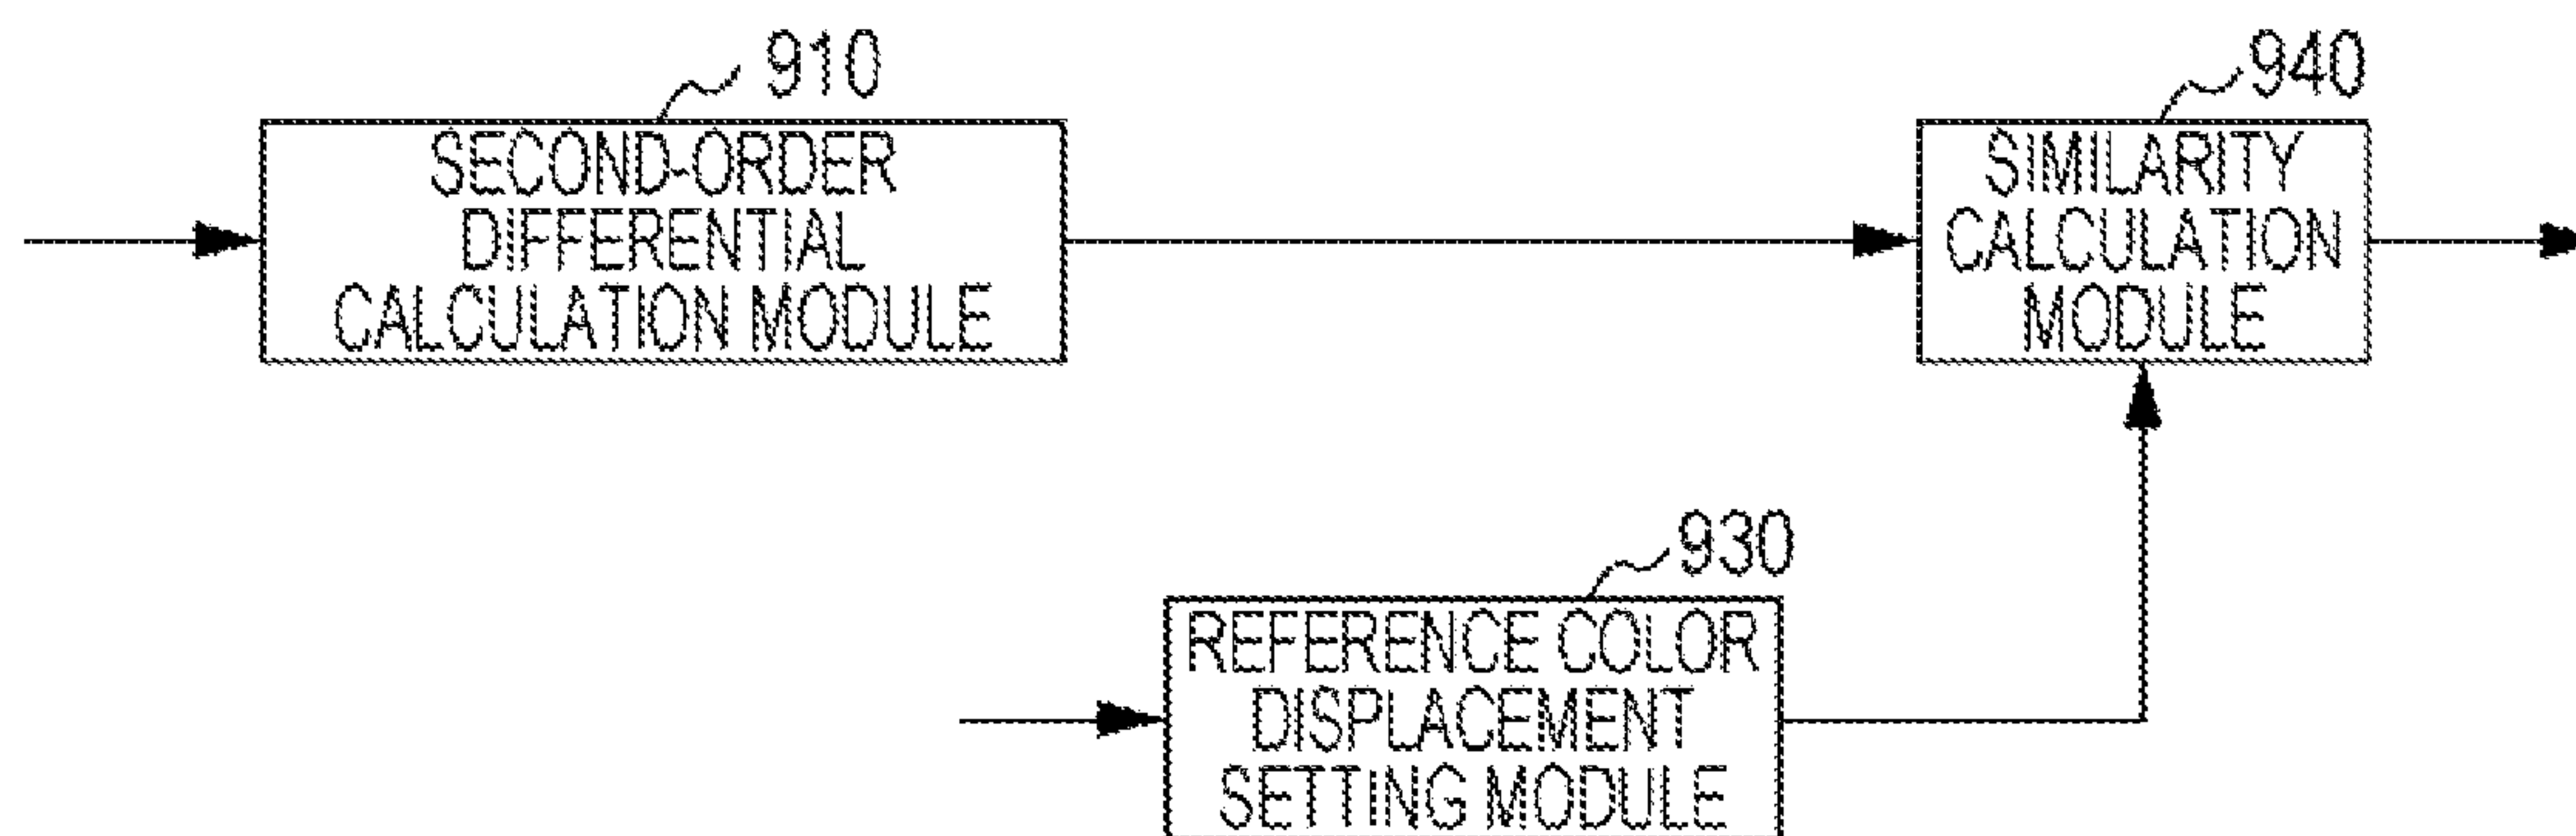 910
SECOND-ORDER
DIFFERENTIAL
CALCULATION MODULE
940
SIMILARITY
CALCULATION
MODULE
930
REFERENCE COLOR
DISPLACEMENT
SETTING MODULE